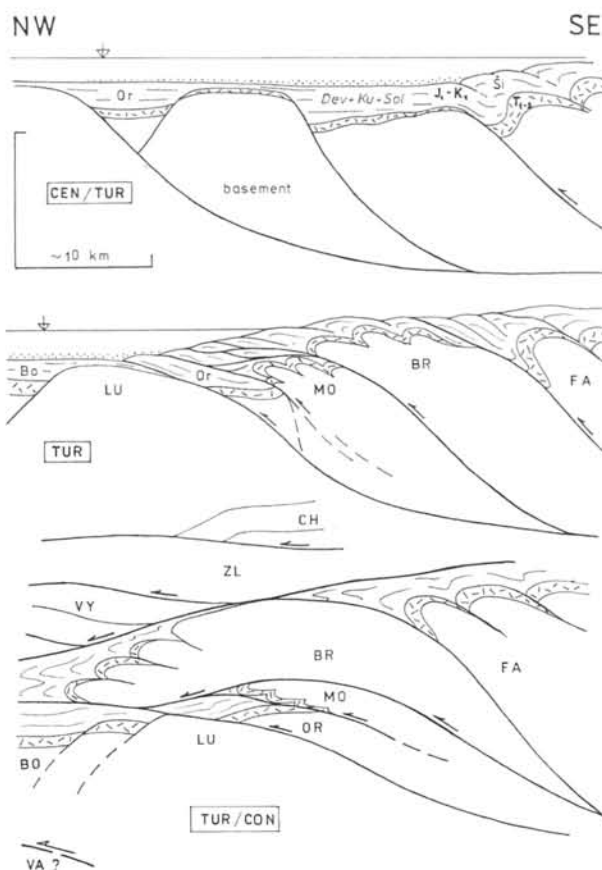 NW SE
Or Dev+Ku+Sol J₁-K₁ Ši T₁₋₂
CEN/TUR basement
~10 km
Bo LU Or MO BR FA
TUR
CH
ZL
VY
BR FA
MO
LU OR
BO
TUR/CON
VA ?